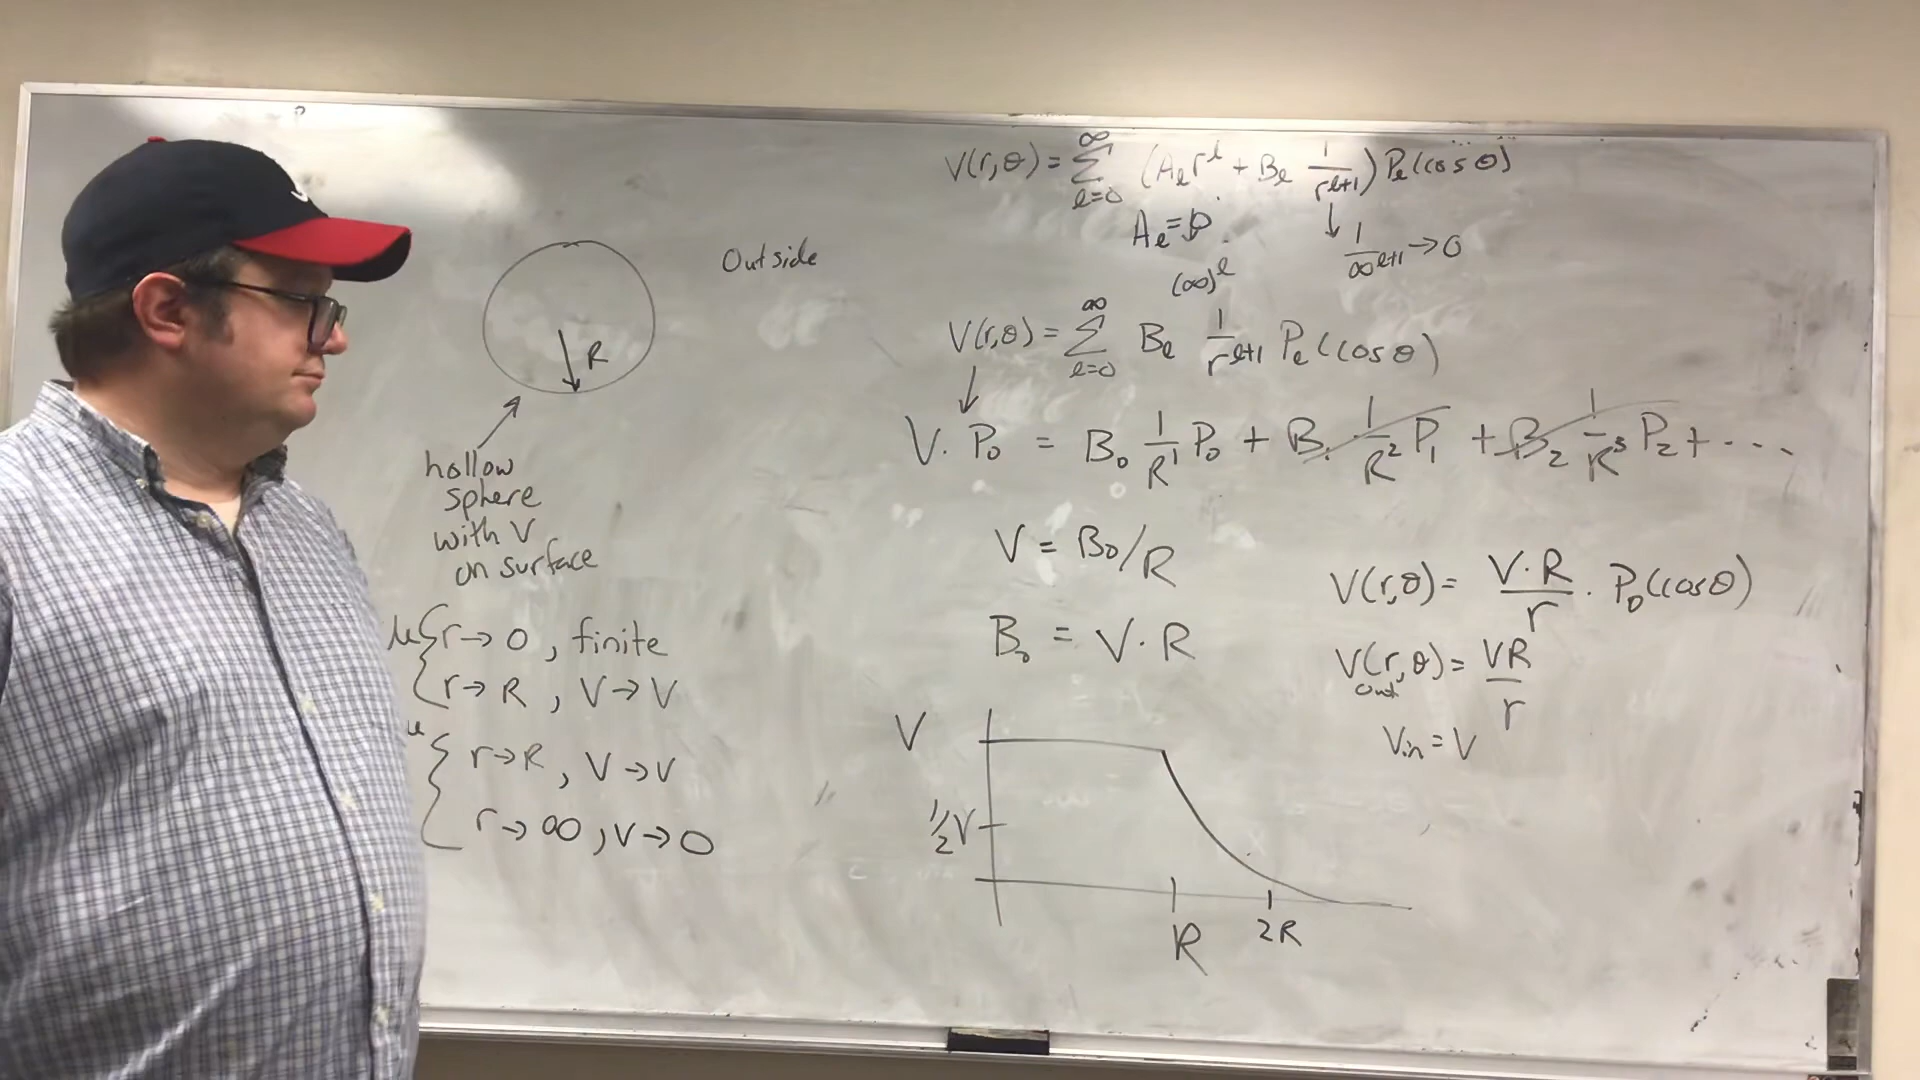 Outside
R
hollow
sphere
with V
on surface
r→0, finite
r→R, V→V
r→R, V→V
r→∞, V→0
V(r,θ) = ∑_{l=0}^{∞} (A_l r^l + B_l 1/r^{l+1}) P_l(cos θ)
A_l = 0
(∞)^l
1/∞^{l+1} → 0
V(r,θ) = ∑_{l=0}^{∞} B_l 1/r^{l+1} P_l(cos θ)
V · P_0 = B_0 1/R^1 P_0 + B_1 1/R^2 P_1 + B_2 1/R^3 P_2 + ...
V = B_0/R
B_0 = V · R
V(r,θ) = V·R/r · P_0(cos θ)
V_out(r,θ) = VR/r
V_in = V
V
1/2 V
R
2R